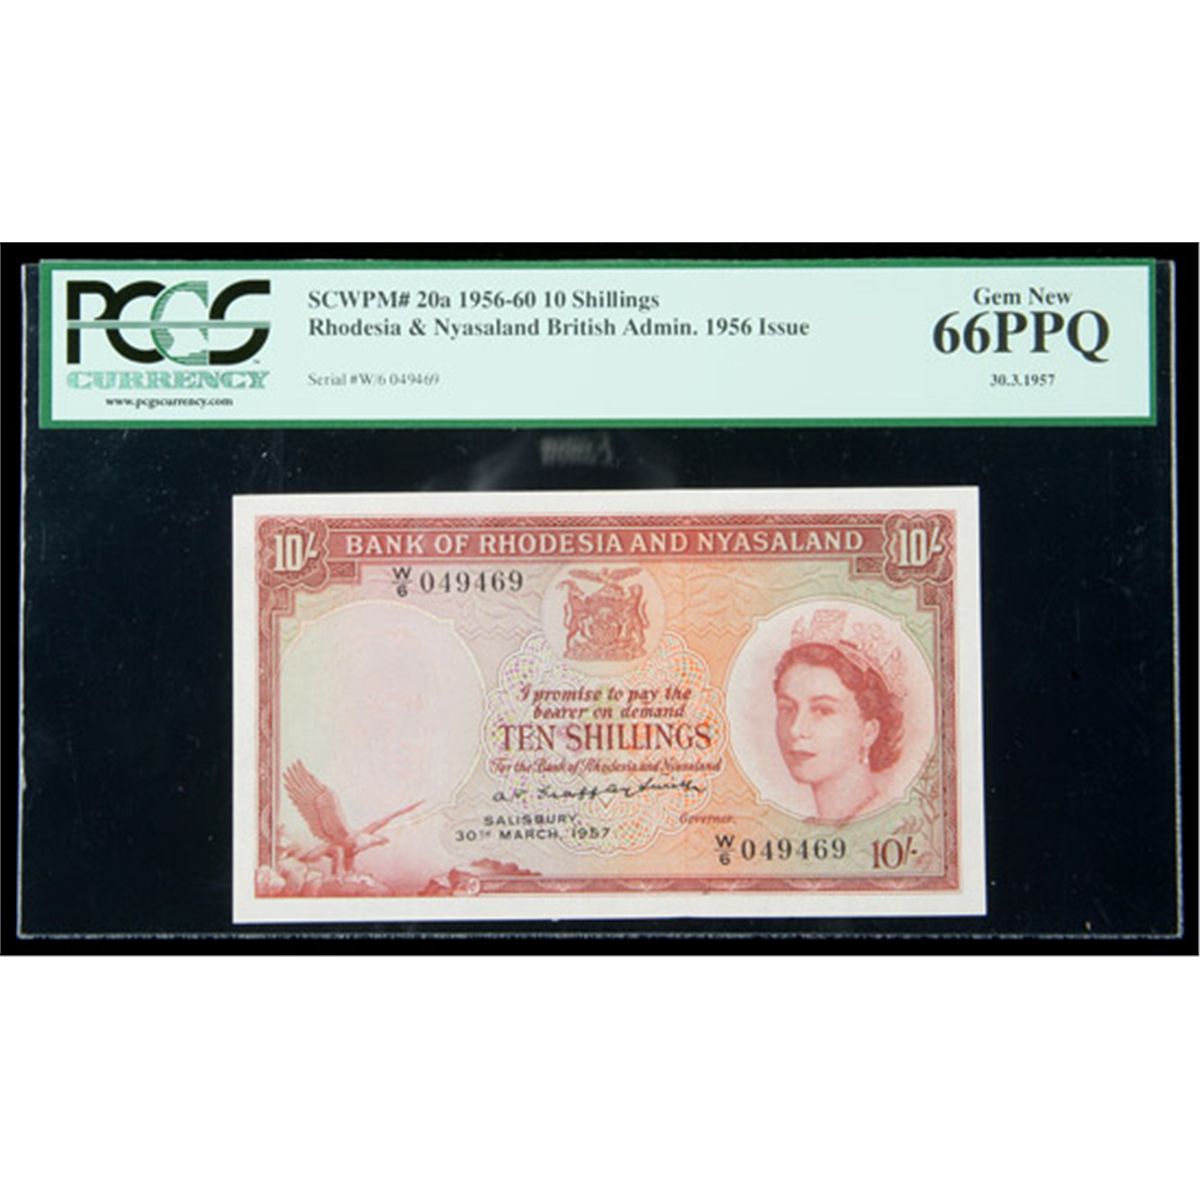 PCGS
CURRENCY
www.pcgscurrency.com
SCWPM# 20a 1956-60 10 Shillings
Rhodesia & Nyasaland British Admin. 1956 Issue
Serial #W/6 049469
Gem New
66PPQ
30.3.1957
10/-
BANK OF RHODESIA AND NYASALAND
10/-
W/6 049469
I promise to pay the
bearer on demand
TEN SHILLINGS
For the Bank of Rhodesia and Nyasaland
SALISBURY,
30TH MARCH, 1957
Governor.
W/6 049469
10/-